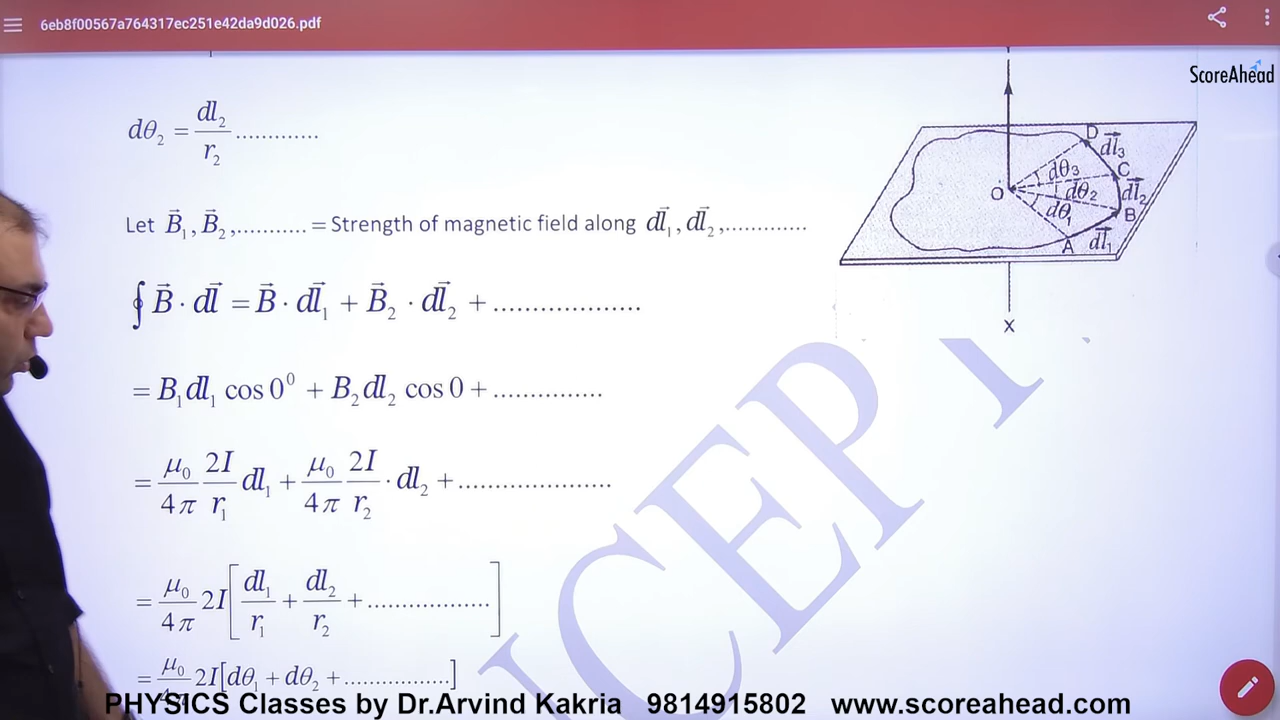 6eb8f00567a764317ec251e42da9d026.pdf
ScoreAhead
dθ₂ = dl₂/r₂ .............
Let B⃗₁, B⃗₂,........... = Strength of magnetic field along dl⃗₁, dl⃗₂,.............
∮ B⃗ · dl⃗ = B⃗ · dl⃗₁ + B⃗₂ · dl⃗₂ + ...................
= B₁dl₁ cos 0⁰ + B₂dl₂ cos 0 + ...............
= μ₀/4π 2I/r₁ dl₁ + μ₀/4π 2I/r₂ · dl₂ + .....................
= μ₀/4π 2I[dl₁/r₁ + dl₂/r₂ + ...................]
= μ₀/4π 2I[dθ₁ + dθ₂ + .................]
D
dl⃗₃
C
dθ₃
O
dθ₂
dl⃗₂
dθ₁
B
A
dl⃗₁
X
ICEPT
PHYSICS Classes by Dr.Arvind Kakria 9814915802 www.scoreahead.com